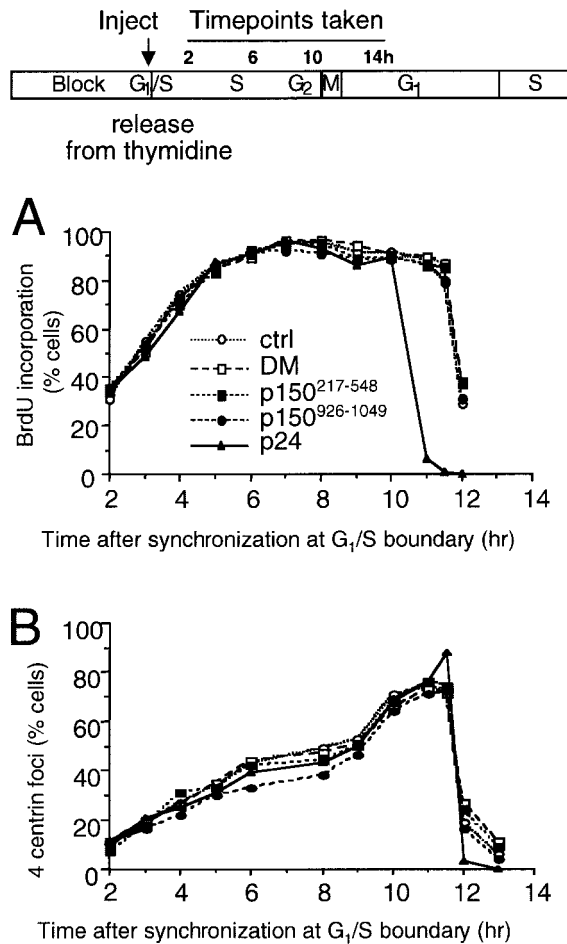 Inject Timepoints taken
2 6 10 14h
Block G1/S S G2 M G1 S
release
from thymidine
A
100
80
60
40
20
0
BrdU incorporation
(% cells)
ctrl
DM
p150217-548
p150926-1049
p24
2 4 6 8 10 12 14
Time after synchronization at G1/S boundary (hr)
B
100
80
60
40
20
0
4 centrin foci (% cells)
2 4 6 8 10 12 14
Time after synchronization at G1/S boundary (hr)